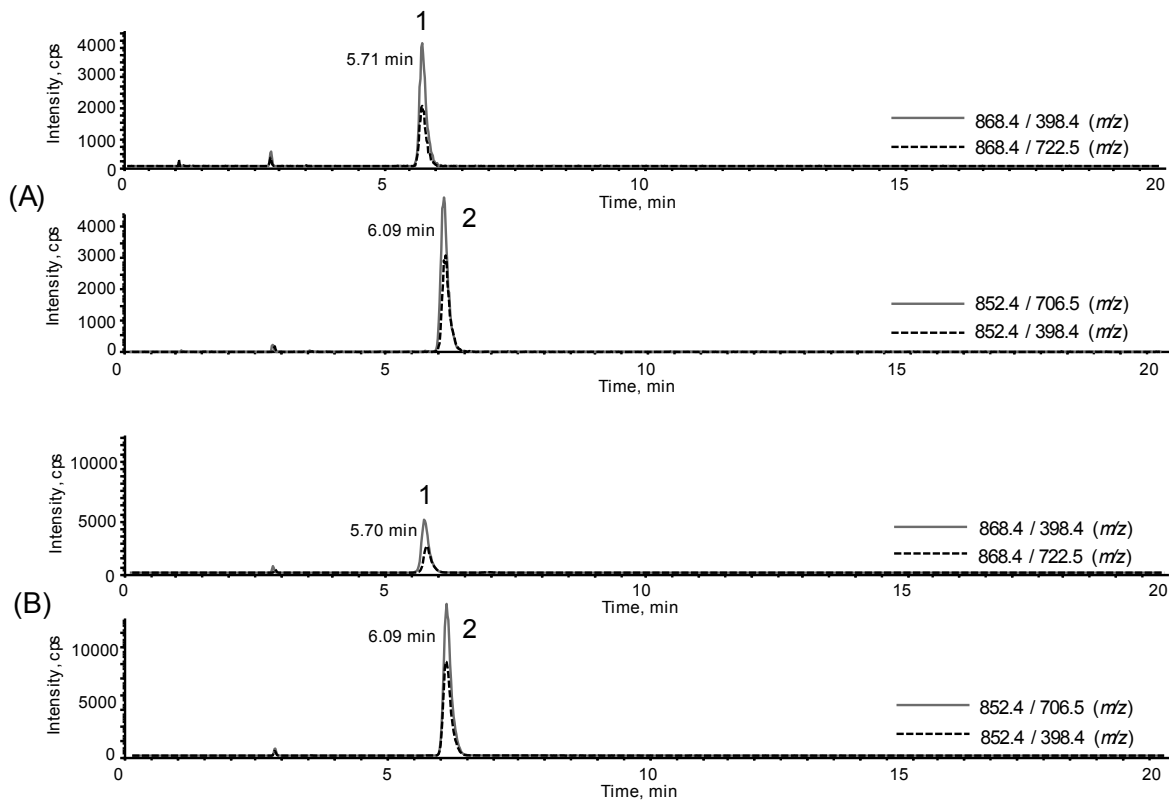 1
Intensity, cps
4000
3000
2000
1000
0
5.71 min
868.4 / 398.4 (m/z)
868.4 / 722.5 (m/z)
0 5 10 15 20
Time, min
(A)
2
Intensity, cps
4000
3000
2000
1000
0
6.09 min
852.4 / 706.5 (m/z)
852.4 / 398.4 (m/z)
0 5 10 15 20
Time, min
1
Intensity, cps
10000
5000
0
5.70 min
868.4 / 398.4 (m/z)
868.4 / 722.5 (m/z)
0 5 10 15 20
Time, min
(B)
2
Intensity, cps
10000
5000
0
6.09 min
852.4 / 706.5 (m/z)
852.4 / 398.4 (m/z)
0 5 10 15 20
Time, min